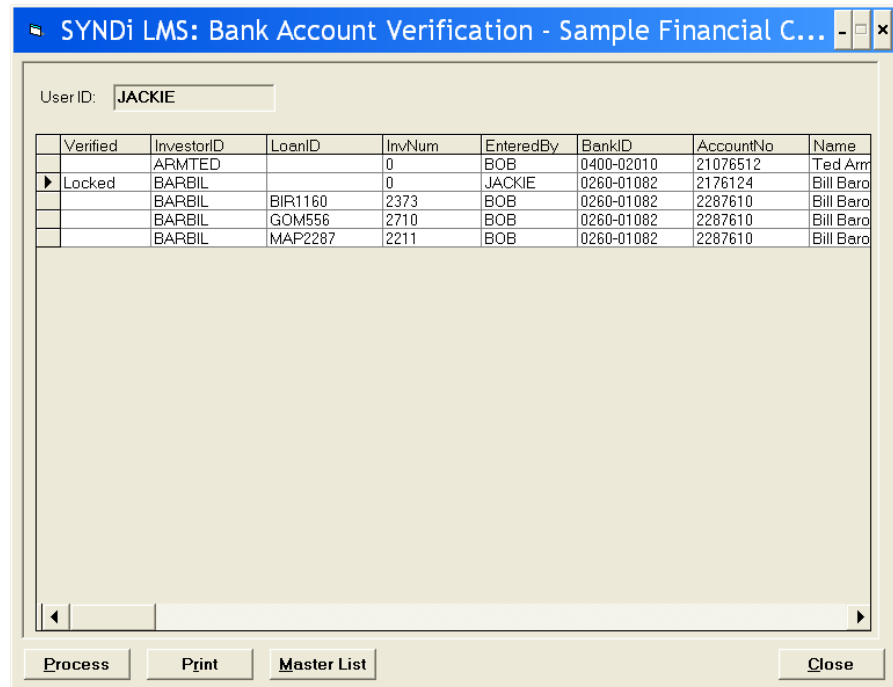 SYNDi LMS: Bank Account Verification - Sample Financial C...
User ID: JACKIE
Verified InvestorID LoanID InvNum EnteredBy BankID AccountNo Name
ARMTED 0 BOB 0400-02010 21076512 Ted Arm
Locked BARBIL 0 JACKIE 0260-01082 2176124 Bill Baro
BARBIL BIR1160 2373 BOB 0260-01082 2287610 Bill Baro
BARBIL GOM556 2710 BOB 0260-01082 2287610 Bill Baro
BARBIL MAP2287 2211 BOB 0260-01082 2287610 Bill Baro
Process Print Master List Close